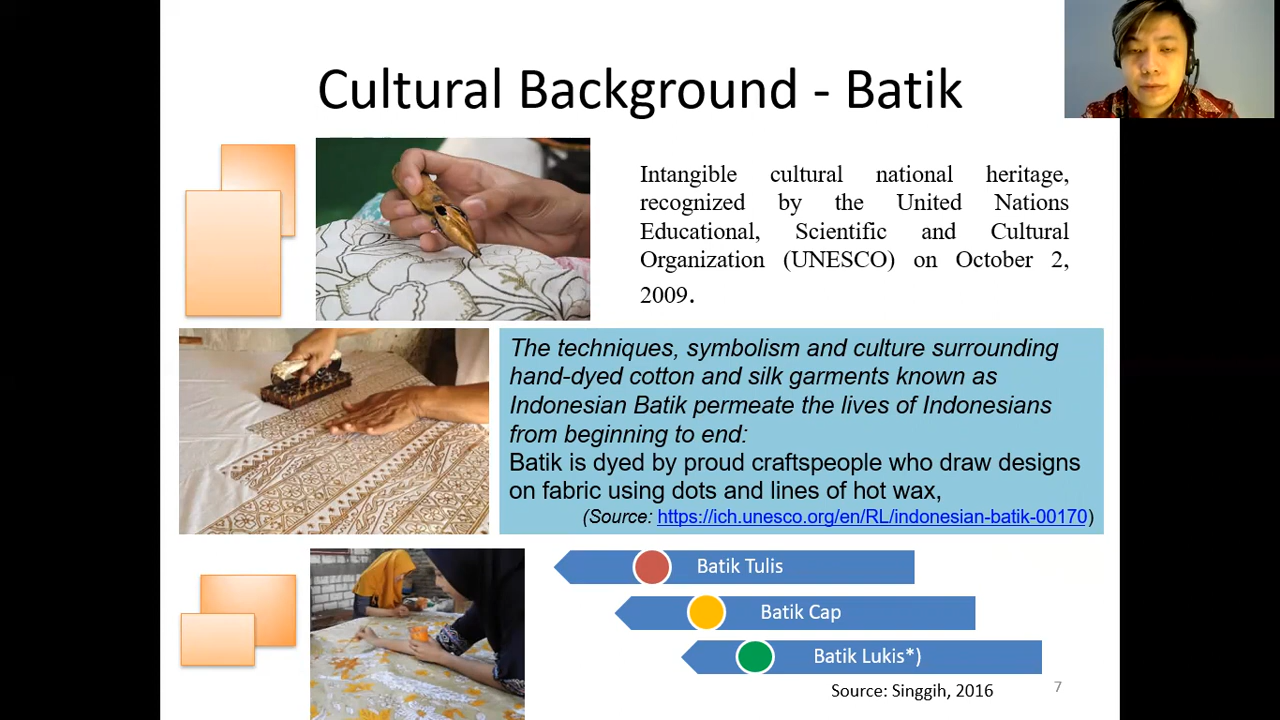 Cultural Background - Batik
Intangible cultural national heritage,
recognized by the United Nations
Educational, Scientific and Cultural
Organization (UNESCO) on October 2,
2009.
The techniques, symbolism and culture surrounding
hand-dyed cotton and silk garments known as
Indonesian Batik permeate the lives of Indonesians
from beginning to end:
Batik is dyed by proud craftspeople who draw designs
on fabric using dots and lines of hot wax,
(Source: https://ich.unesco.org/en/RL/indonesian-batik-00170)
Batik Tulis
Batik Cap
Batik Lukis*)
Source: Singgih, 2016
7